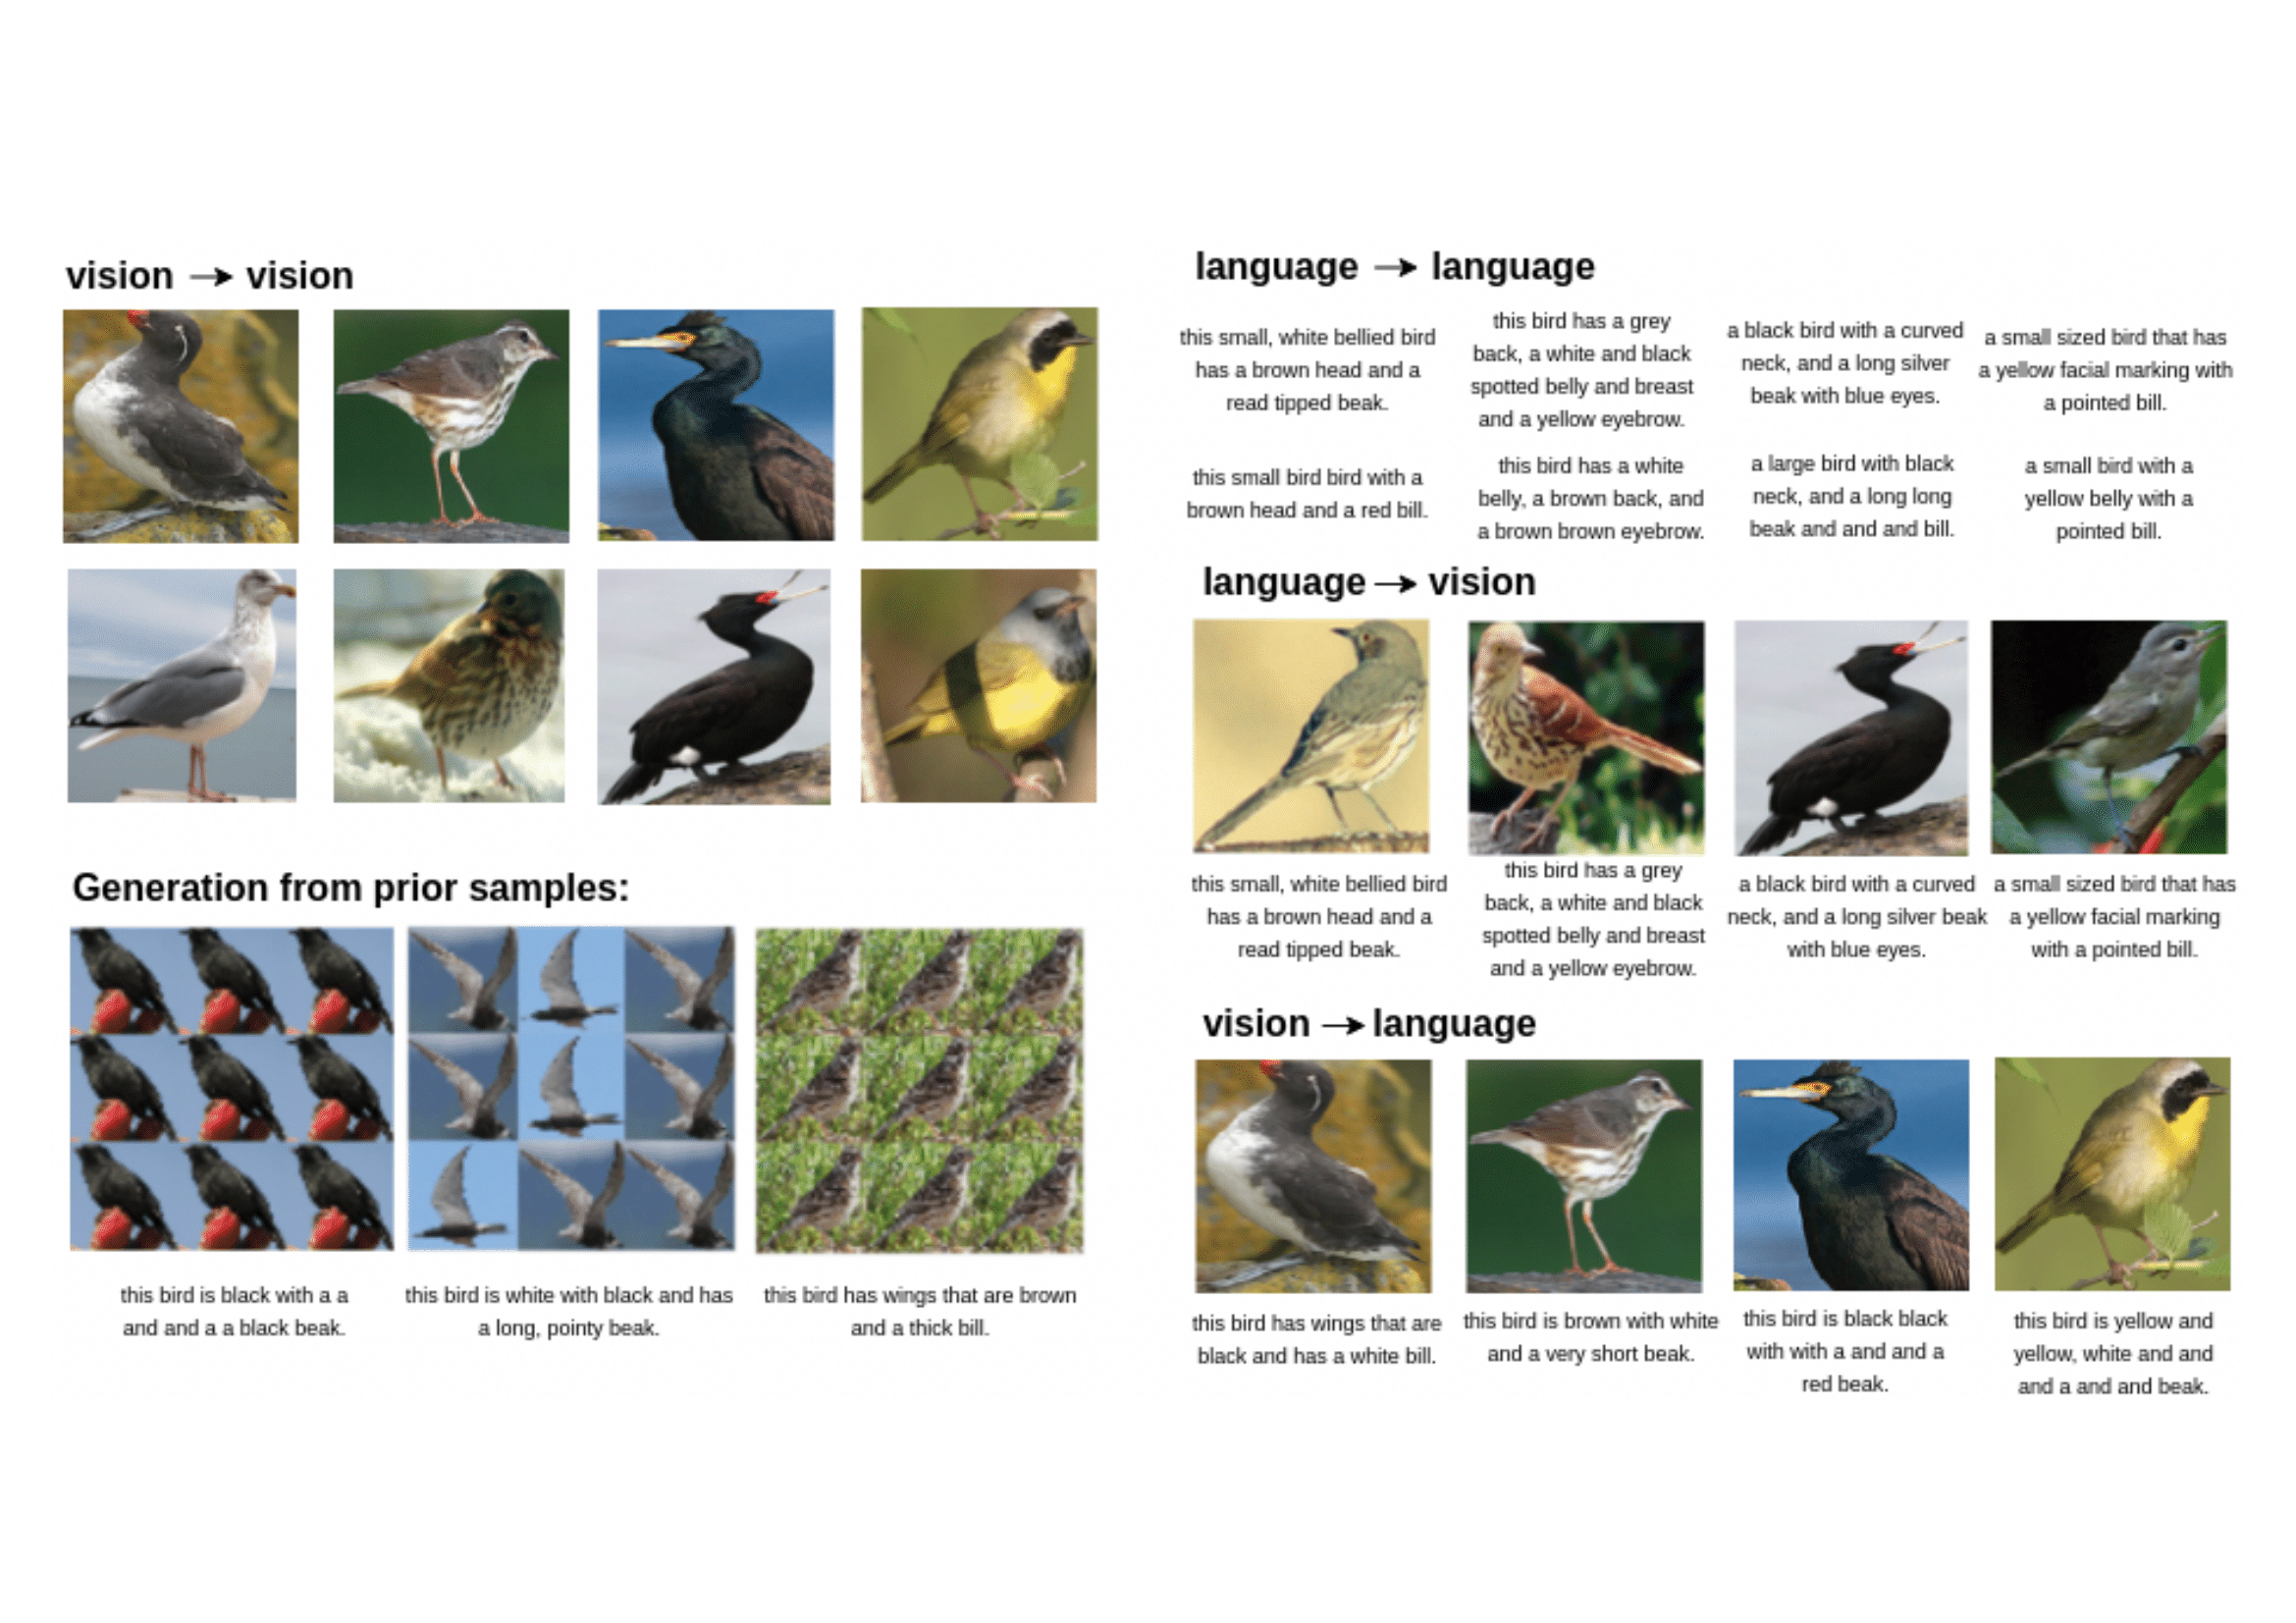 vision → vision
Generation from prior samples:
this bird is black with a a
and and a a black beak.
this bird is white with black and has
a long, pointy beak.
this bird has wings that are brown
and a thick bill.
language → language
this small, white bellied bird
has a brown head and a
read tipped beak.
this bird has a grey
back, a white and black
spotted belly and breast
and a yellow eyebrow.
a black bird with a curved
neck, and a long silver
beak with blue eyes.
a small sized bird that has
a yellow facial marking with
a pointed bill.
this small bird bird with a
brown head and a red bill.
this bird has a white
belly, a brown back, and
a brown brown eyebrow.
a large bird with black
neck, and a long long
beak and and and bill.
a small bird with a
yellow belly with a
pointed bill.
language → vision
this small, white bellied bird
has a brown head and a
read tipped beak.
this bird has a grey
back, a white and black
spotted belly and breast
and a yellow eyebrow.
a black bird with a curved
neck, and a long silver beak
with blue eyes.
a small sized bird that has
a yellow facial marking
with a pointed bill.
vision → language
this bird has wings that are
black and has a white bill.
this bird is brown with white
and a very short beak.
this bird is black black
with with a and and a
red beak.
this bird is yellow and
yellow, white and and
and a and and beak.